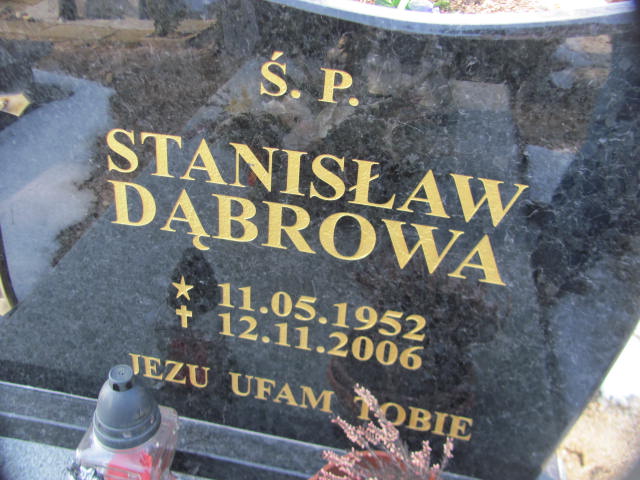 Ś. P.
STANISŁAW
DĄBROWA
★ 11.05.1952
✝ 12.11.2006
JEZU UFAM TOBIE